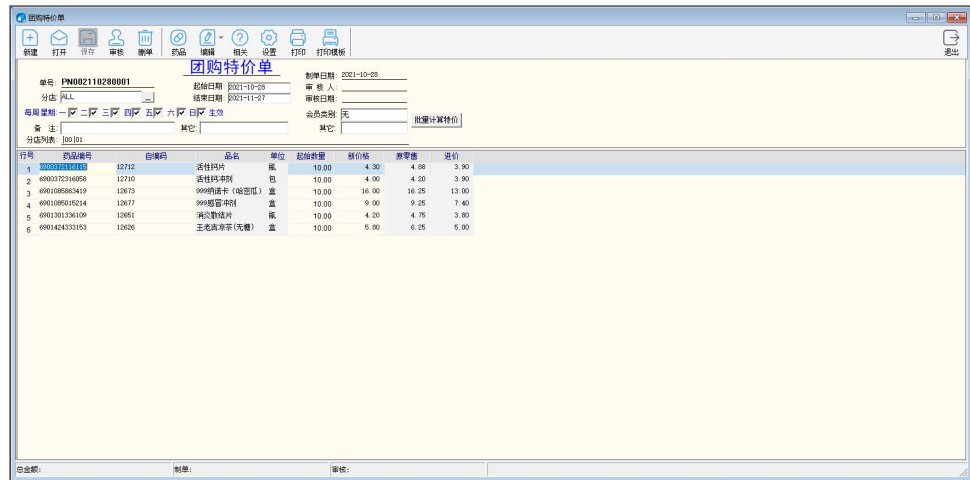 团购特价单
新建 打开 保存 审核 删单 药品 编辑 相关 设置 打印 打印模板 退出
团购特价单
单号: PN002110280001 起始日期: 2021-10-28 制单日期: 2021-10-28
分店: ALL ... 结束日期: 2021-11-27 审 核 人:
审核日期:
每周星期:一 二 三 四 五 六 日 生效 会员类别: 无 批量计算特价
备 注: 其它: 其它:
分店列表: |00|01
行号 药品编号 自编码 品名 单位 起始数量 新价格 原零售 进价
1 6900372116115 12712 活性钙片 瓶 10.00 4.30 4.88 3.90
2 6900372316058 12710 活性钙冲剂 包 10.00 4.00 4.20 3.90
3 6901085863419 12673 999纳诺卡（哈密瓜） 盒 10.00 16.00 16.25 13.00
4 6901085015214 12677 999感冒冲剂 盒 10.00 9.00 9.25 7.40
5 6901301336109 12651 消炎散结片 瓶 10.00 4.20 4.75 3.80
6 6901424333153 12626 王老吉凉茶(无糖) 盒 10.00 5.80 6.25 5.00
总金额: 制单: 审核: